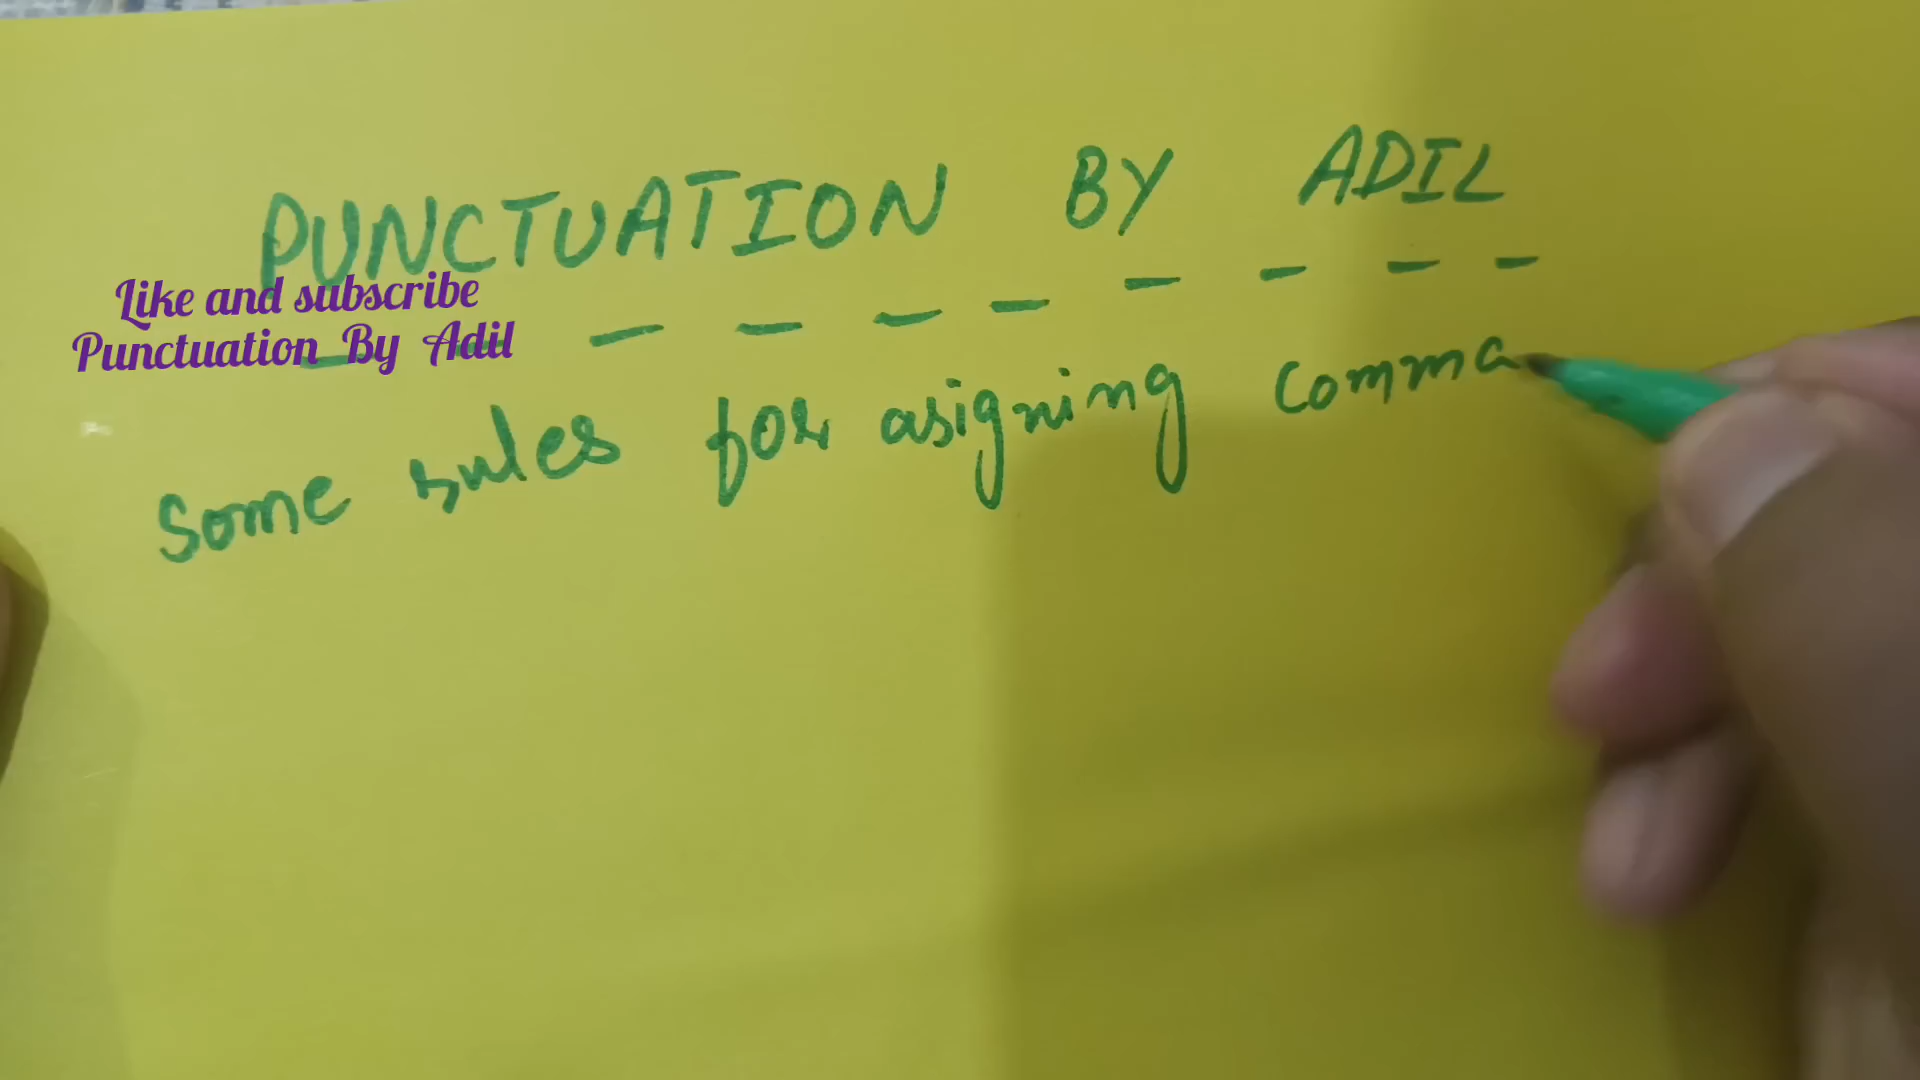 PUNCTUATION BY ADIL
Like and subscribe
Punctuation By Adil
some rules for asigning comma